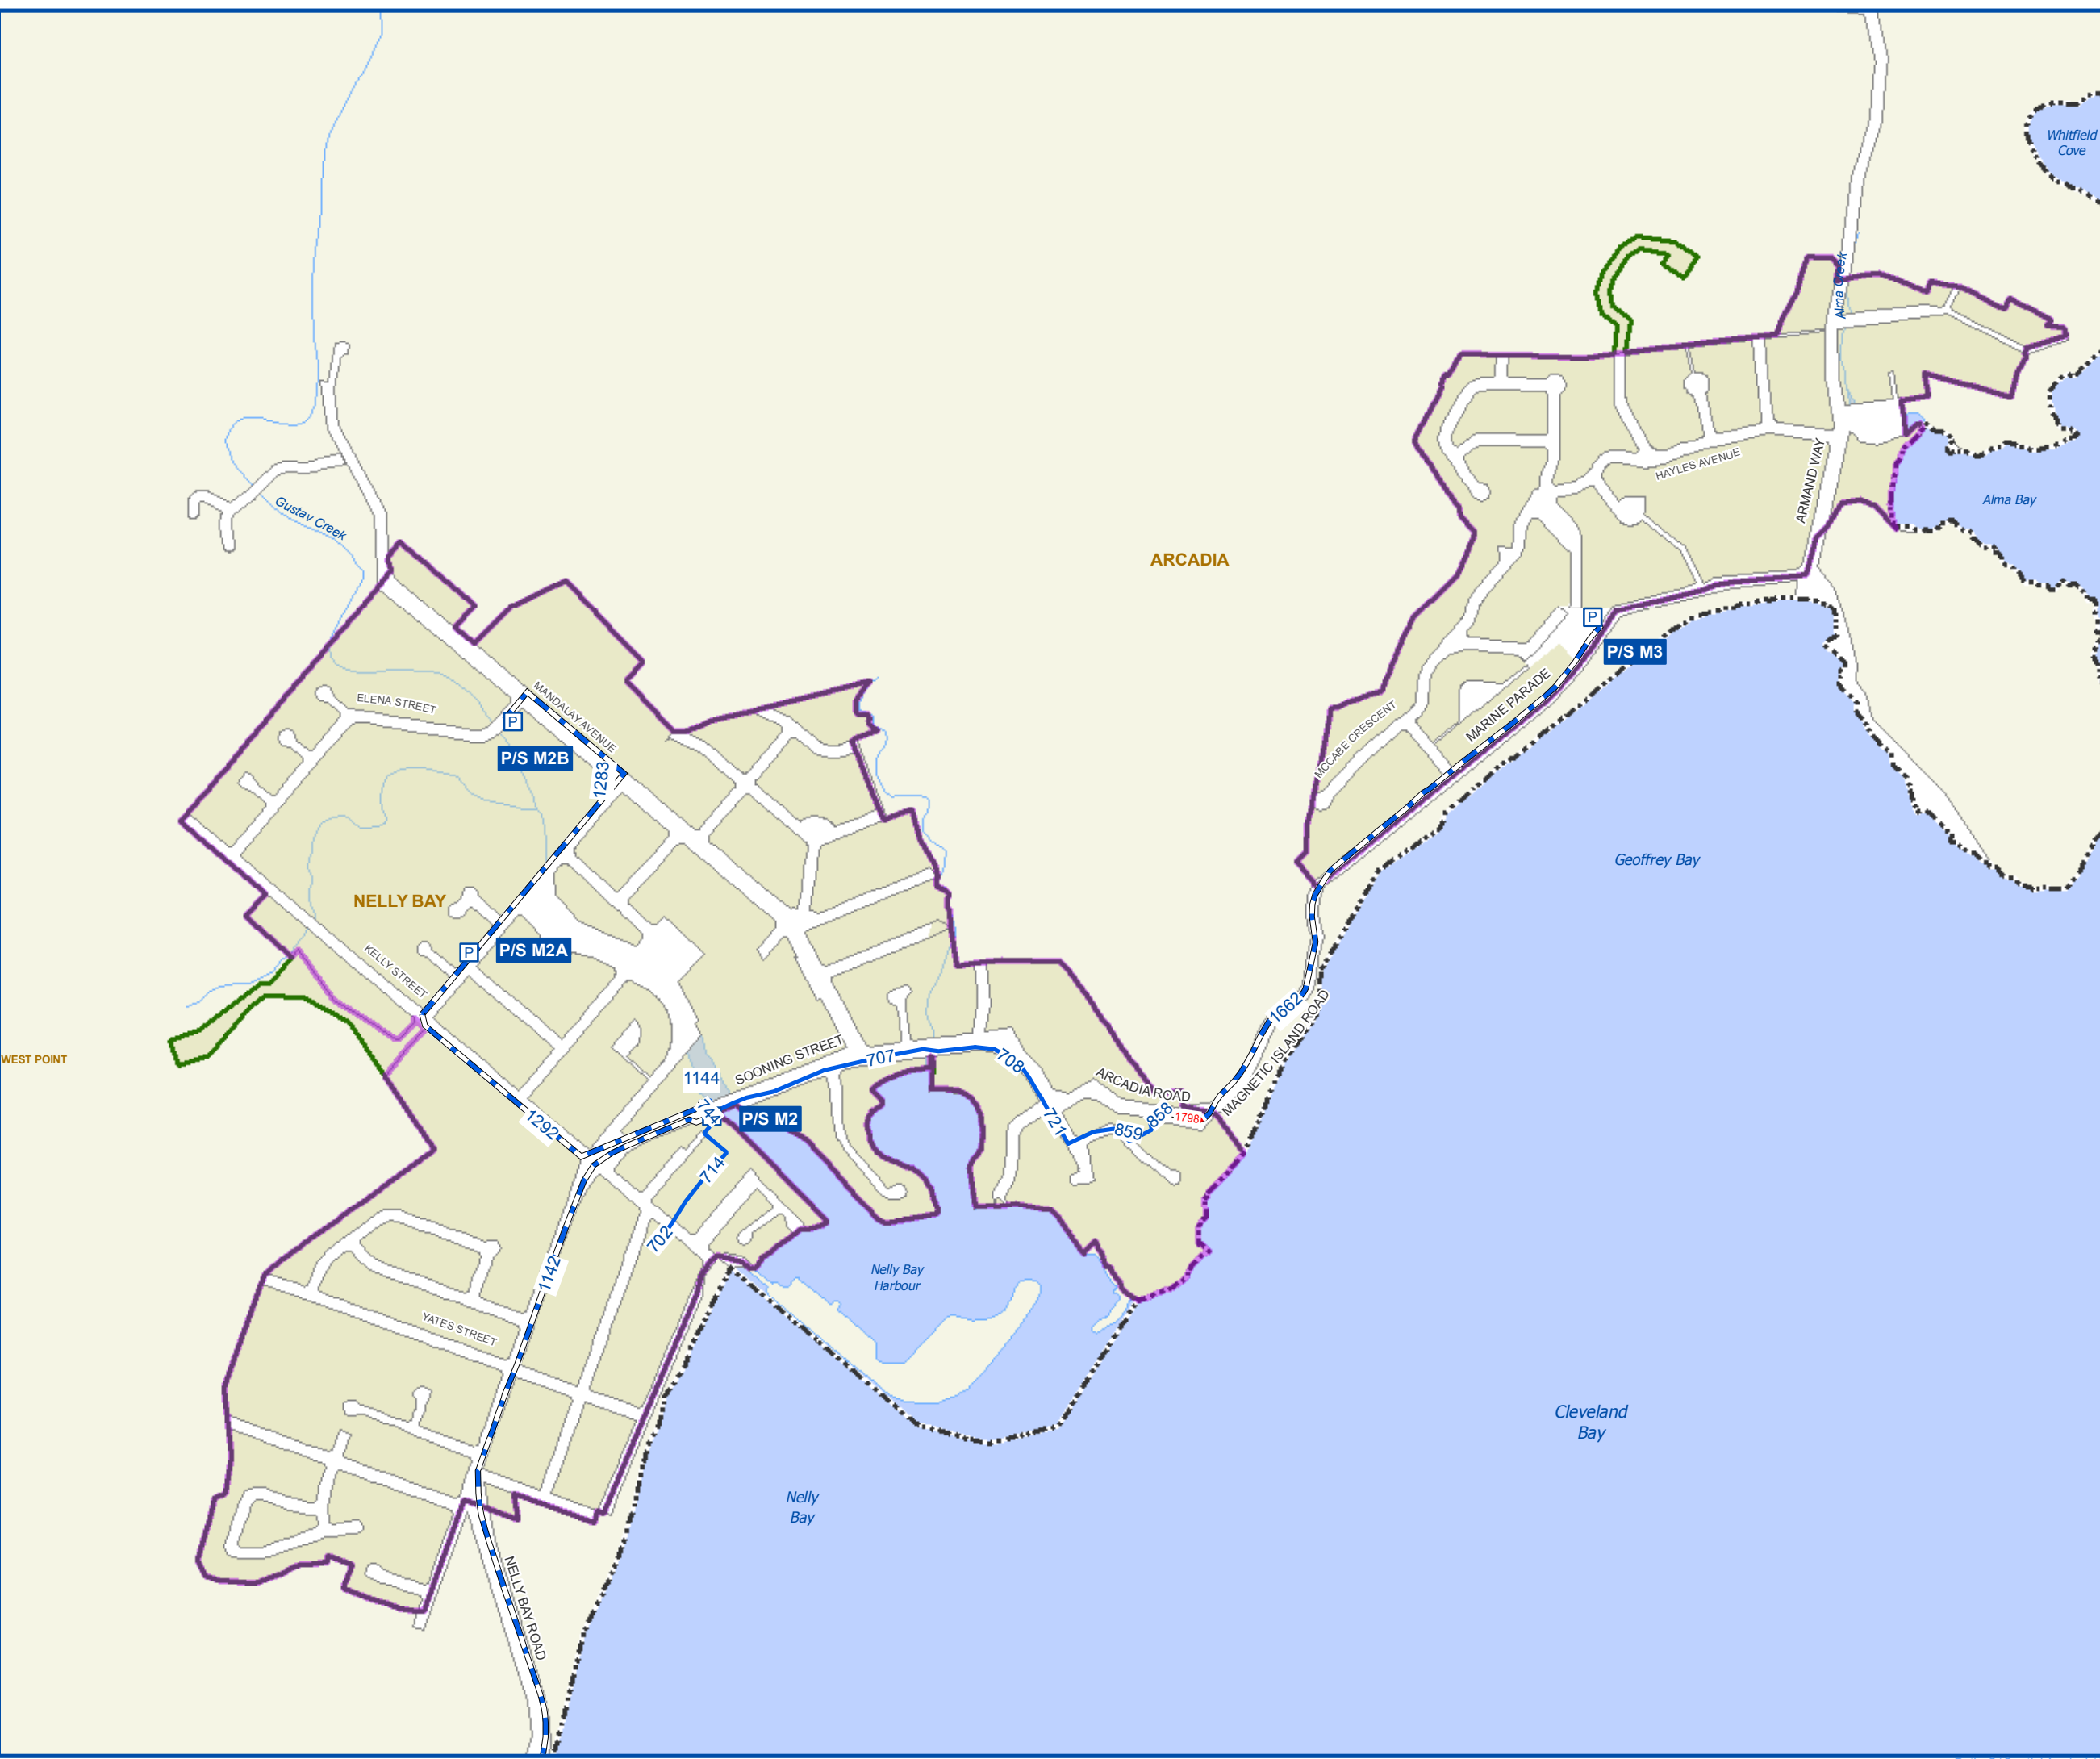 Whitfield
Cove
Alma Creek
HAYLES AVENUE
ARMAND WAY
Alma Bay
Gustav Creek
ARCADIA
P
P/S M3
ELENA STREET
MANDALAY AVENUE
P
P/S M2B
1283
MCCABE CRESCENT
MARINE PARADE
Geoffrey Bay
NELLY BAY
P
P/S M2A
KELLY STREET
1662
MAGNETIC ISLAND ROAD
WEST POINT
1144
SOONING STREET
707
708
ARCADIA ROAD
744
P/S M2
1292
721
859
858
1798
714
702
1142
Nelly Bay
Harbour
YATES STREET
Cleveland
Bay
Nelly
Bay
NELLY BAY ROAD